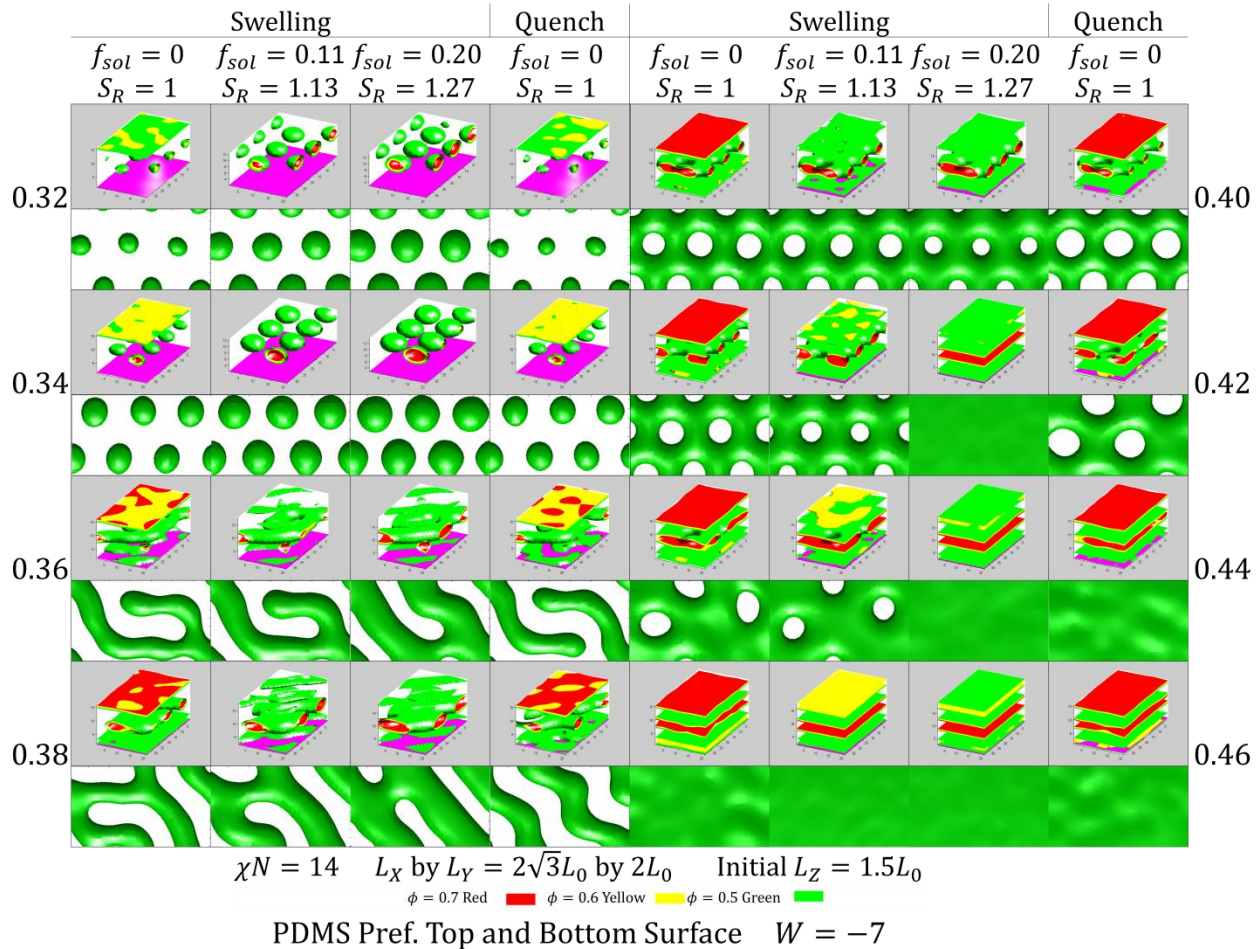 Swelling Quench Swelling Quench
f_sol = 0 f_sol = 0.11 f_sol = 0.20 f_sol = 0 f_sol = 0 f_sol = 0.11 f_sol = 0.20 f_sol = 0
S_R = 1 S_R = 1.13 S_R = 1.27 S_R = 1 S_R = 1 S_R = 1.13 S_R = 1.27 S_R = 1
0.32 0.40
0.34 0.42
0.36 0.44
0.38 0.46
χN = 14 L_X by L_Y = 2√3L_0 by 2L_0 Initial L_Z = 1.5L_0
ϕ = 0.7 Red ϕ = 0.6 Yellow ϕ = 0.5 Green
PDMS Pref. Top and Bottom Surface W = −7